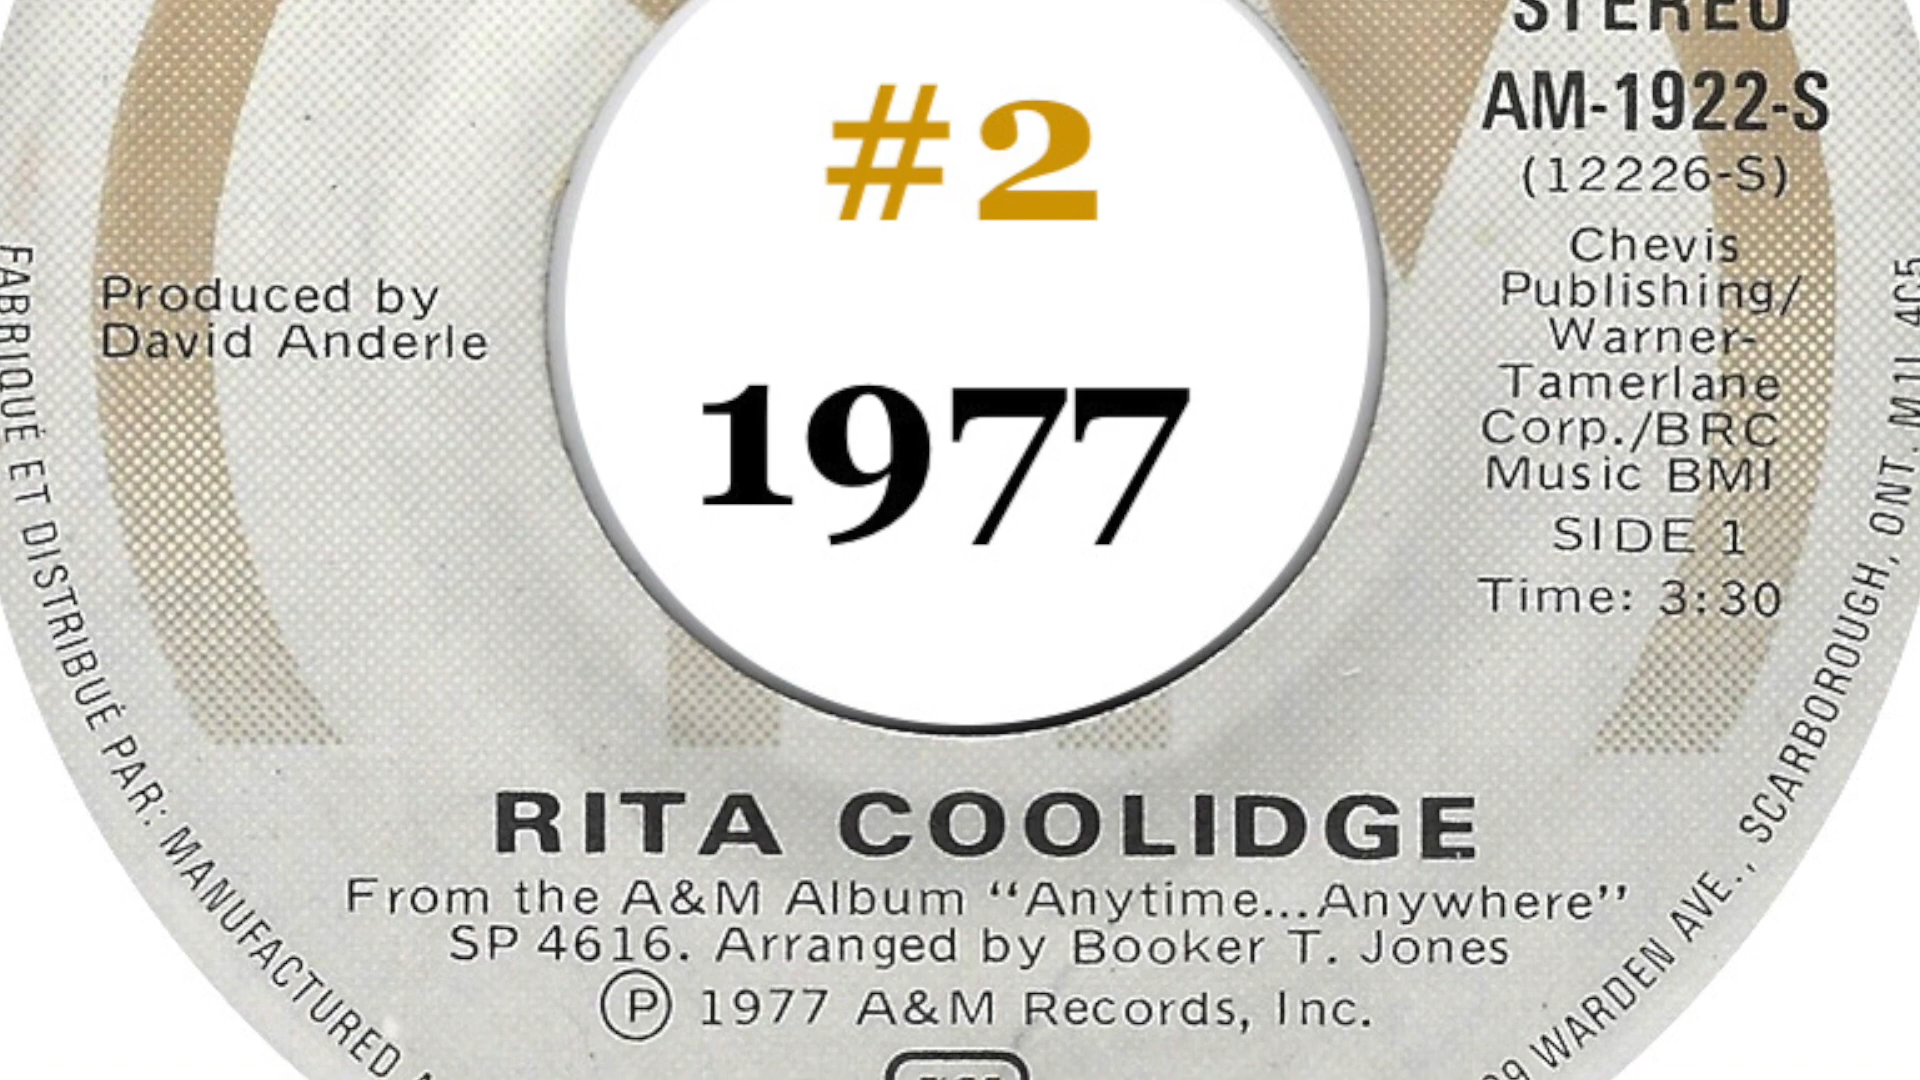 STEREO
AM-1922-S
(12226-S)
Chevis
Publishing/
Warner-
Tamerlane
Corp./BRC
Music BMI
SIDE 1
Time: 3:30
#2
1977
Produced by
David Anderle
RITA COOLIDGE
From the A&M Album “Anytime...Anywhere”
SP 4616. Arranged by Booker T. Jones
Ⓟ 1977 A&M Records, Inc.
FABRIQUÉ ET DISTRIBUÉ PAR: MANUFACTURED
WARDEN AVE., SCARBOROUGH, ONT. M1L 4C5